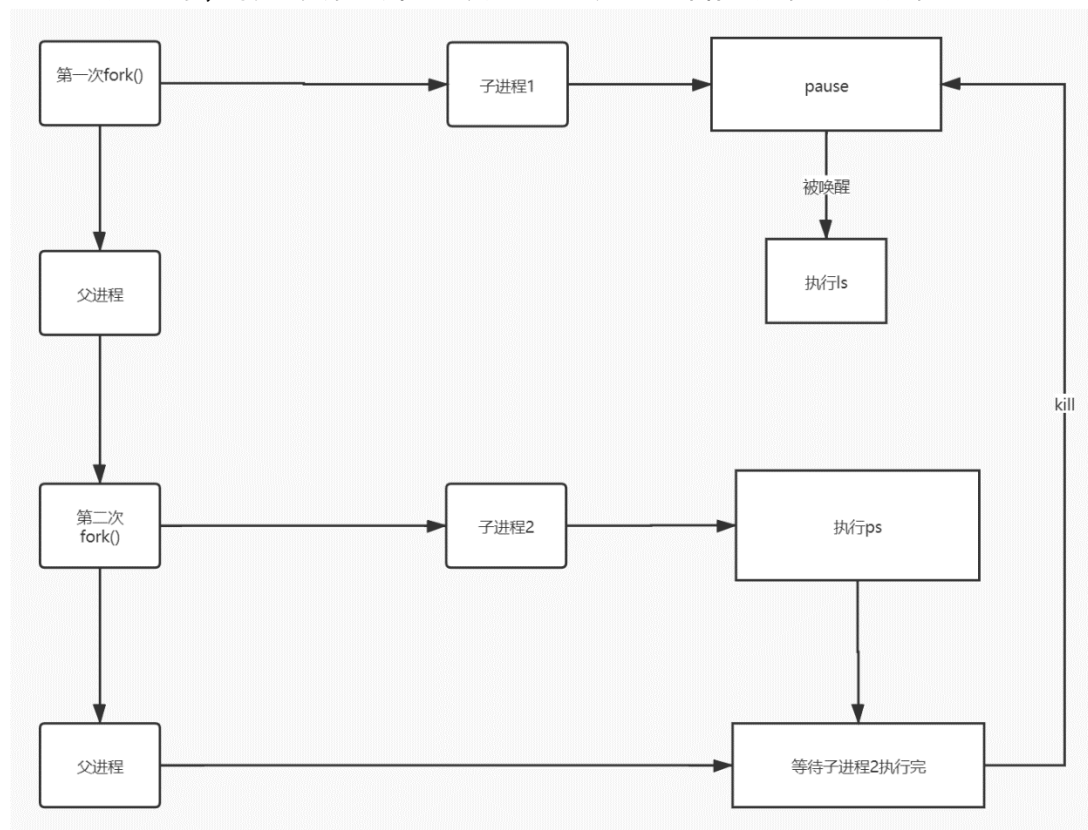 第一次fork()
子进程1
pause
被唤醒
执行ls
父进程
kill
第二次
fork()
子进程2
执行ps
父进程
等待子进程2执行完